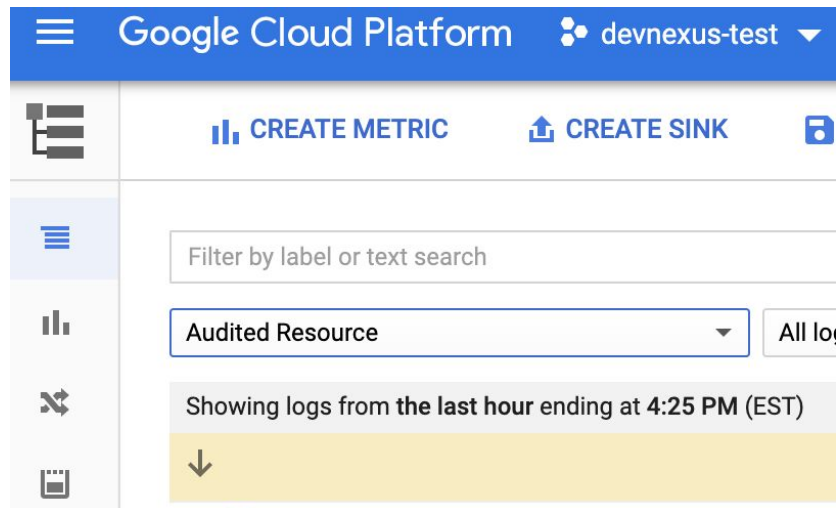 Google Cloud Platform devnexus-test
CREATE METRIC CREATE SINK
Filter by label or text search
Audited Resource All
Showing logs from the last hour ending at 4:25 PM (EST)